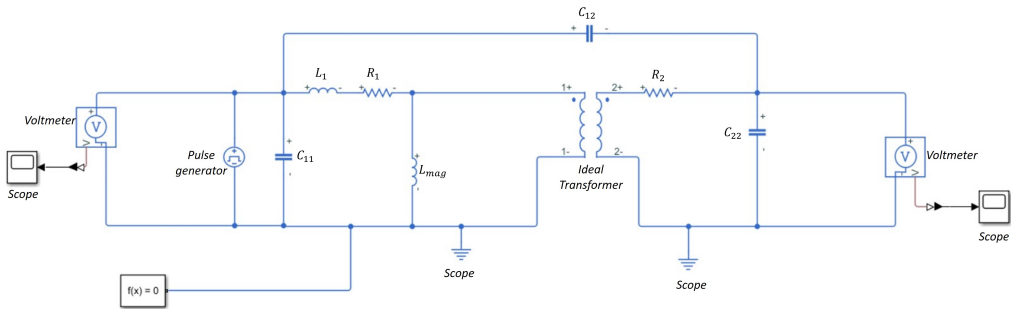 C₁₂
+ -
L₁ R₁
+ - + -
1+ 2+
R₂
+ -
+
Voltmeter
V
Scope
Pulse generator
+
C₁₁
-
+
L_mag
-
1- 2-
Ideal Transformer
+
C₂₂
-
+
V
Voltmeter
Scope
Scope
Scope
f(x) = 0